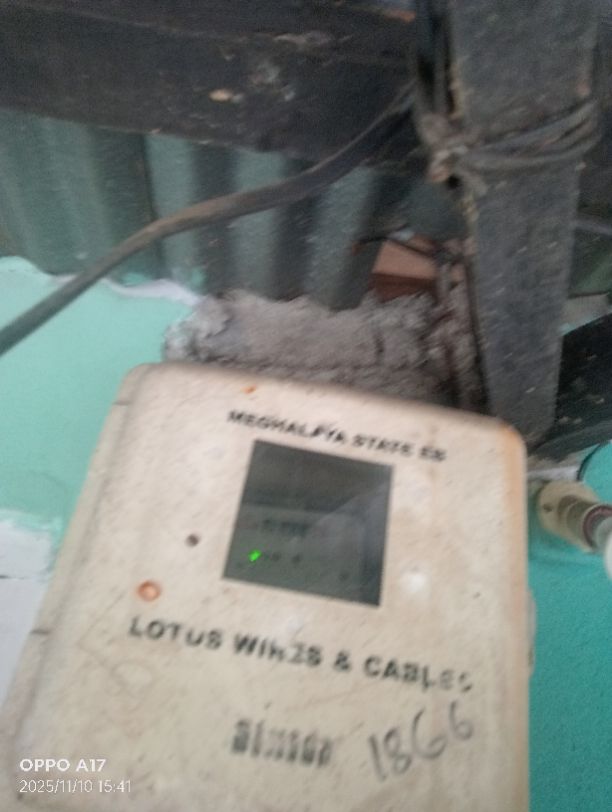 MEGHALAYA STATE EB
LOTUS WIRES & CABLES
1866
OPPO A17
2025/11/10 15:41